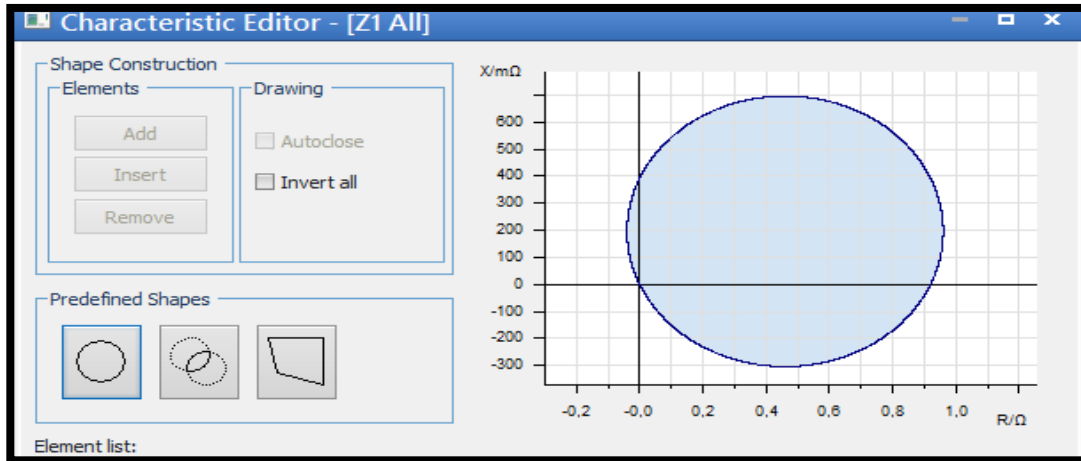 Characteristic Editor - [Z1 All]
Shape Construction
Elements
Drawing
Add
Insert
Remove
Autoclose
Invert all
Predefined Shapes
Element list:
X/mΩ
600
500
400
300
200
100
0
-100
-200
-300
-0,2
-0,0
0,2
0,4
0,6
0,8
1,0
R/Ω